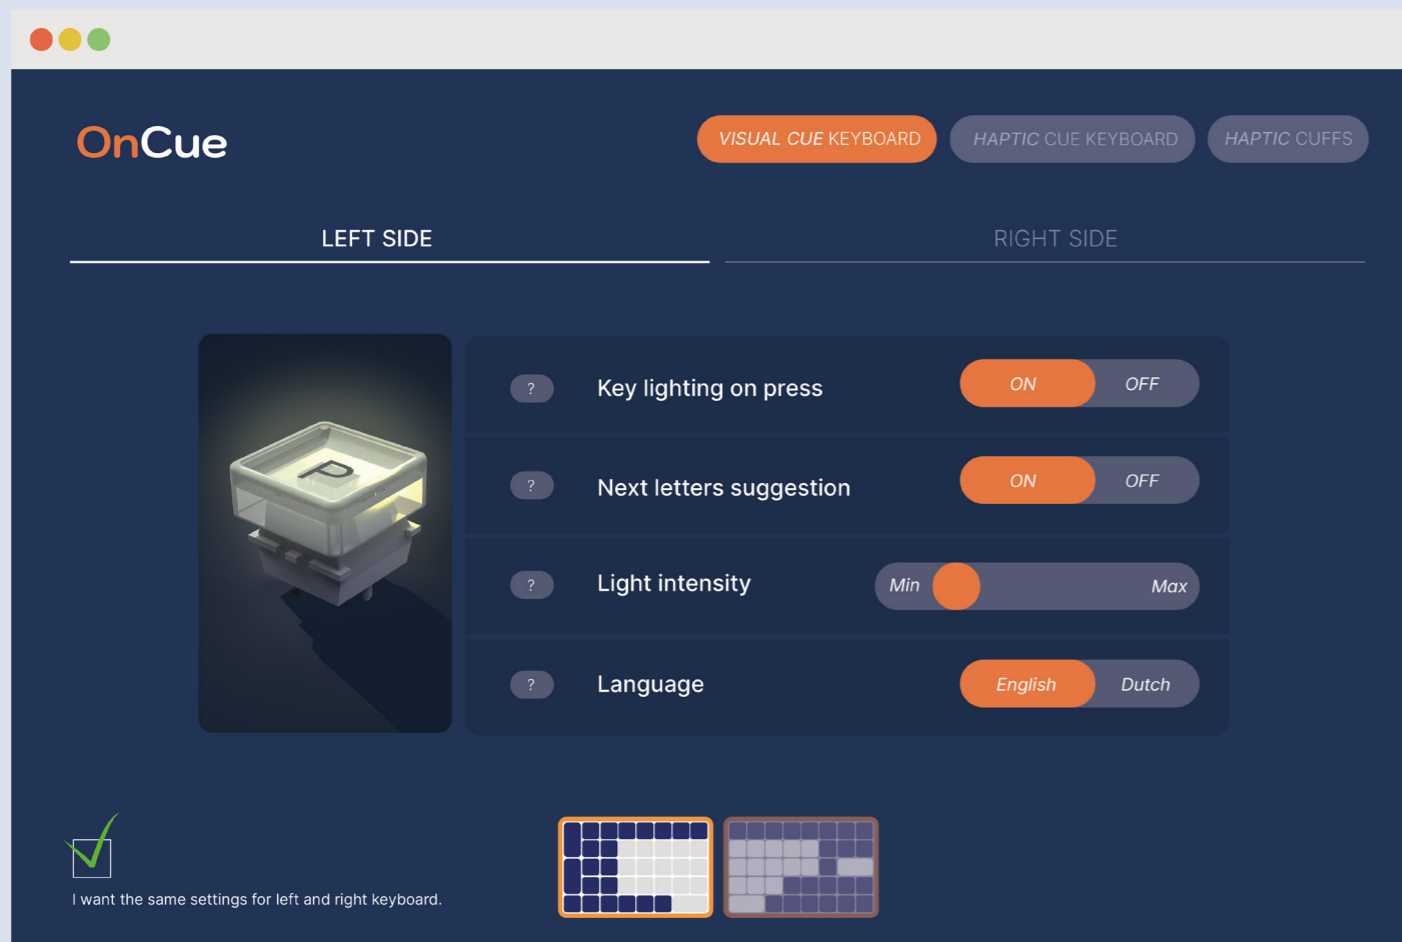 OnCue
VISUAL CUE KEYBOARD
HAPTIC CUE KEYBOARD
HAPTIC CUFFS
LEFT SIDE
RIGHT SIDE
P
?
Key lighting on press
ON
OFF
?
Next letters suggestion
ON
OFF
?
Light intensity
Min
Max
?
Language
English
Dutch
I want the same settings for left and right keyboard.